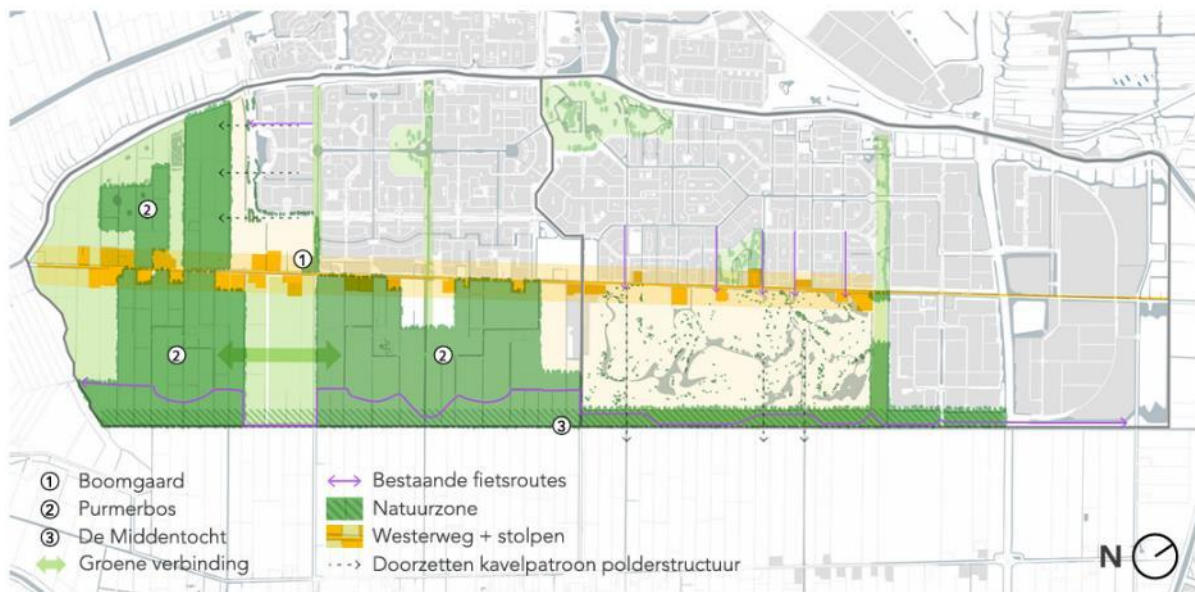 2
1
2
2
3
1 Boomgaard
2 Purmerbos
3 De Middentocht
Groene verbinding
Bestaande fietsroutes
Natuurzone
Westerweg + stolpen
Doorzetten kavelpatroon polderstructuur
N